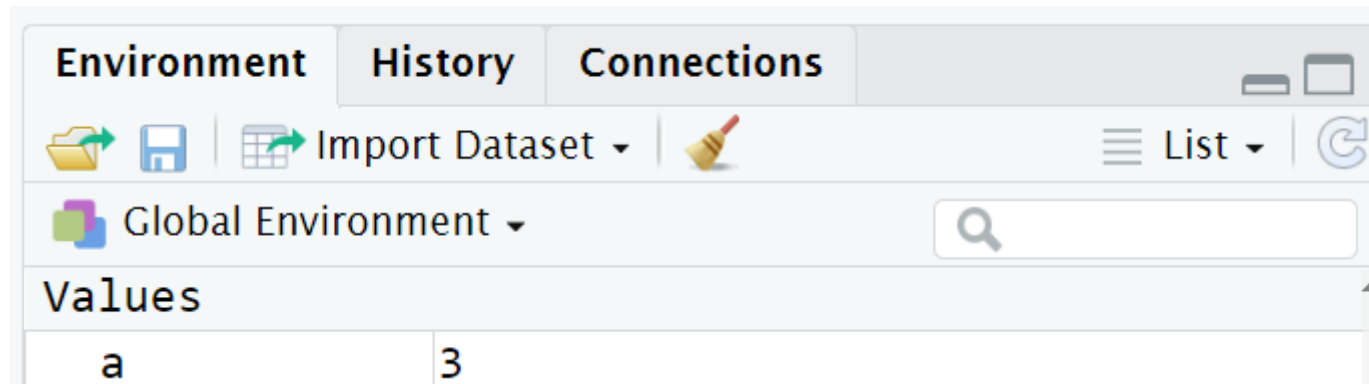 Environment History Connections
Import Dataset List
Global Environment
Values
a 3